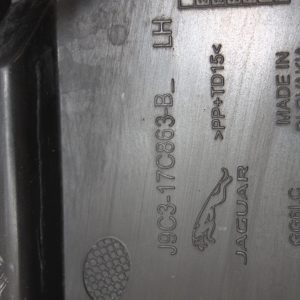 J9C3-17C863-B_ LH
>PP+TD15<
JAGUAR
MADE IN